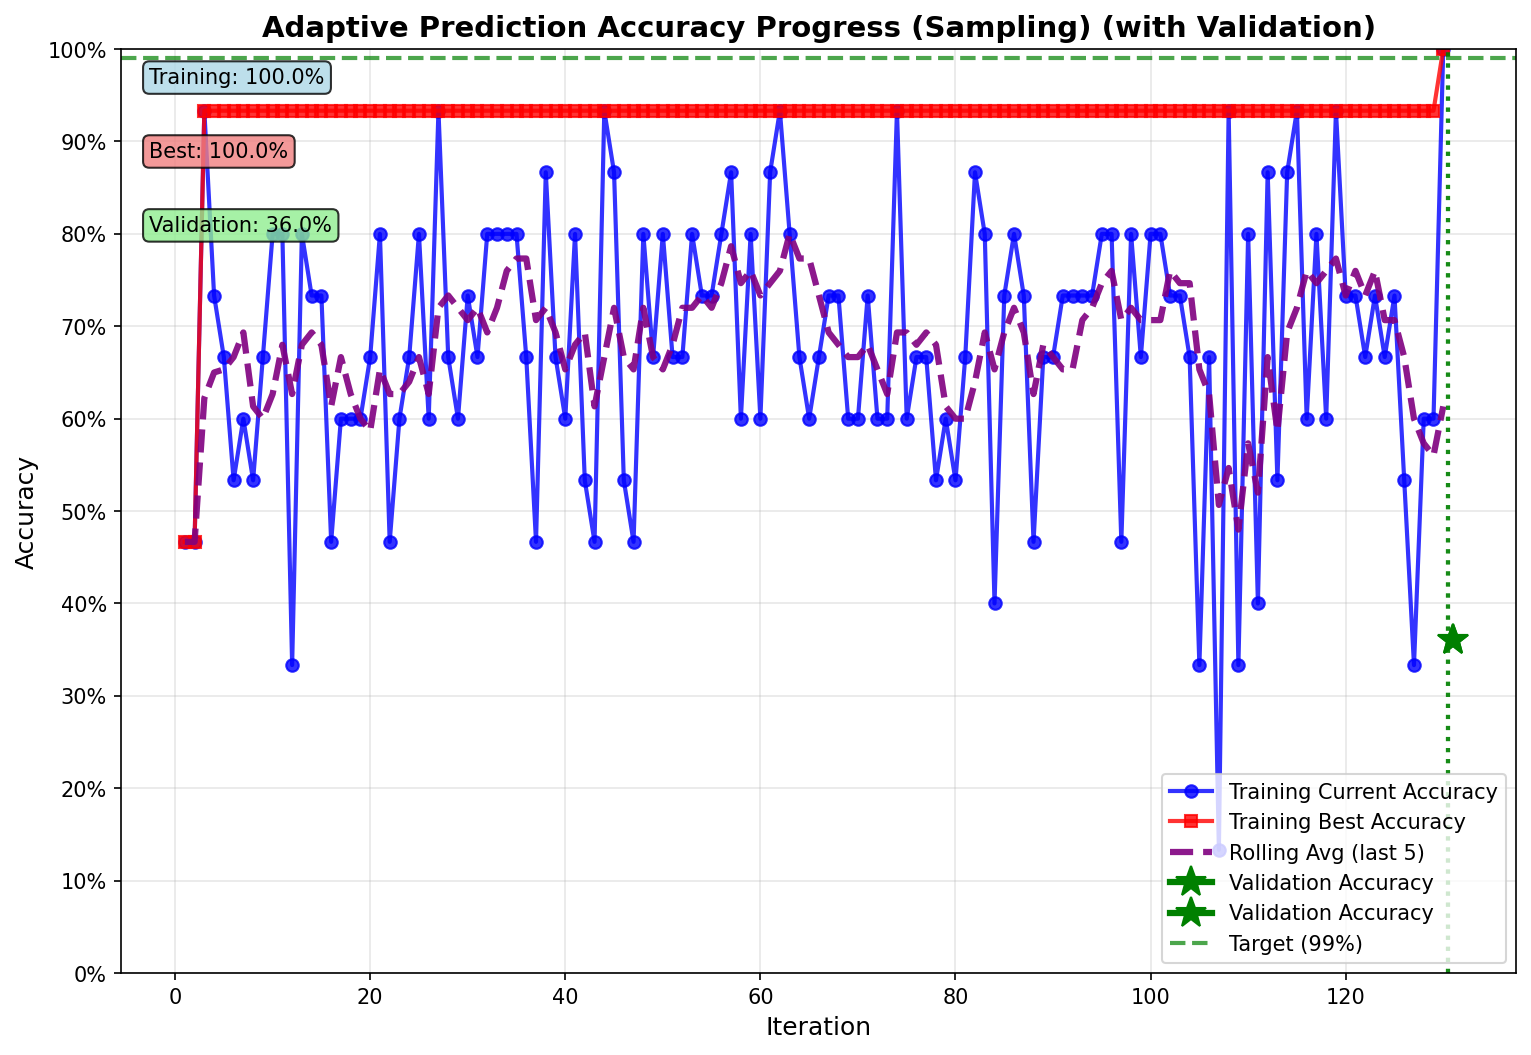 Adaptive Prediction Accuracy Progress (Sampling) (with Validation)
100%
90%
80%
70%
60%
50%
40%
30%
20%
10%
0%
Accuracy
Training: 100.0%
Best: 100.0%
Validation: 36.0%
Training Current Accuracy
Training Best Accuracy
Rolling Avg (last 5)
Validation Accuracy
Validation Accuracy
Target (99%)
0 20 40 60 80 100 120
Iteration